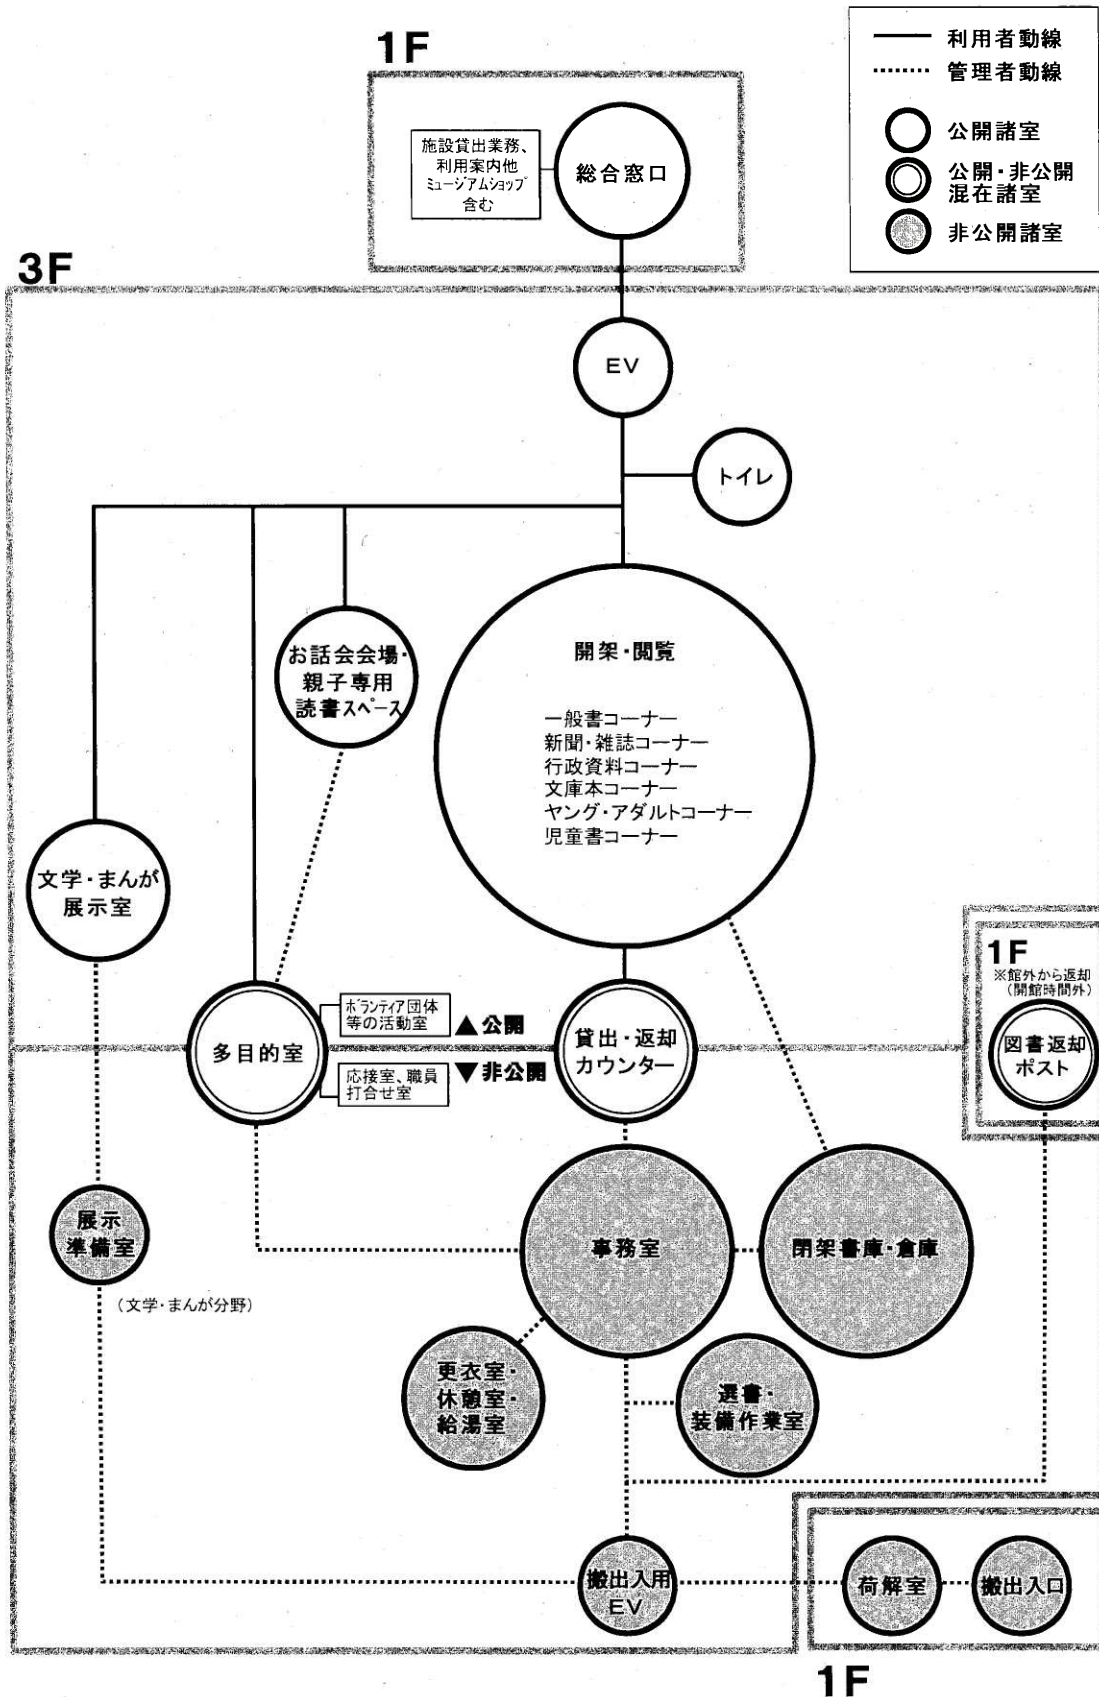 1F
利用者動線
管理者動線
公開諸室
公開・非公開
混在諸室
非公開諸室
施設貸出業務、
利用案内他
ミュージアムショップ
含む
総合窓口
3F
EV
トイレ
お話会会場・
親子専用
読書スペース
開架・閲覧
一般書コーナー
新聞・雑誌コーナー
行政資料コーナー
文庫本コーナー
ヤング・アダルトコーナー
児童書コーナー
文学・まんが
展示室
1F
※館外から返却
(開館時間外)
図書返却
ポスト
多目的室
ボランティア団体
等の活動室
▲公開
▼非公開
応接室、職員
打合せ室
貸出・返却
カウンター
展示
準備室
(文学・まんが分野)
事務室
閉架書庫・倉庫
更衣室・
休憩室・
給湯室
選書・
装備作業室
搬出入用
EV
荷解室
搬出入口
1F